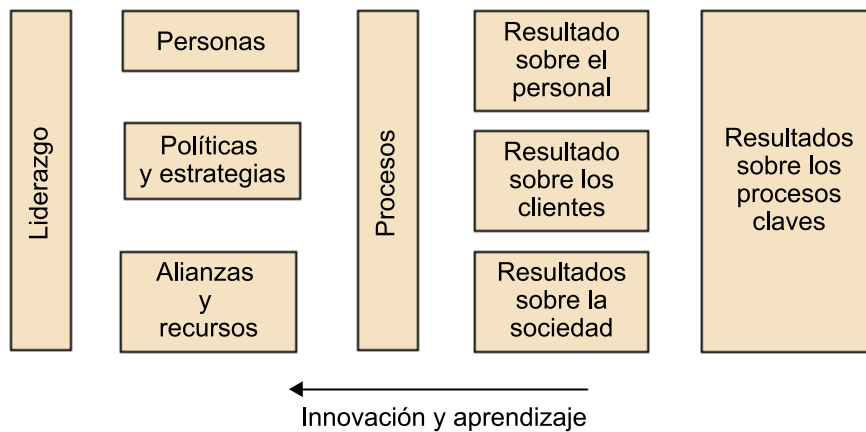 Liderazgo
Personas
Políticas
y estrategias
Alianzas
y
recursos
Procesos
Resultado
sobre el
personal
Resultado
sobre los
clientes
Resultados
sobre la
sociedad
Resultados
sobre los
procesos
claves
Innovación y aprendizaje